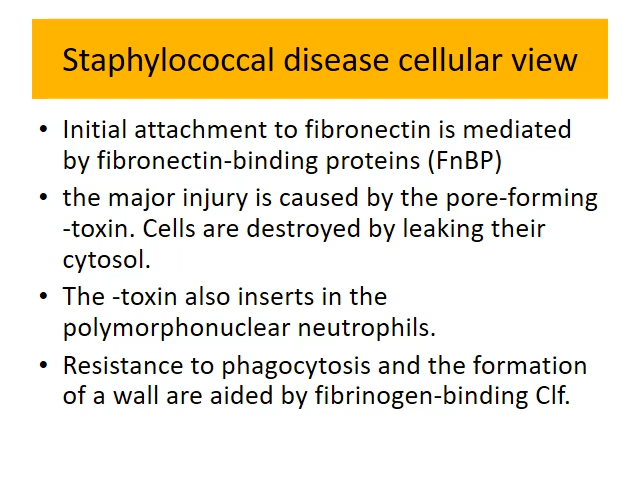 Staphylococcal disease cellular view
• Initial attachment to fibronectin is mediated
by fibronectin-binding proteins (FnBP)
• the major injury is caused by the pore-forming
-toxin. Cells are destroyed by leaking their
cytosol.
• The -toxin also inserts in the
polymorphonuclear neutrophils.
• Resistance to phagocytosis and the formation
of a wall are aided by fibrinogen-binding Clf.